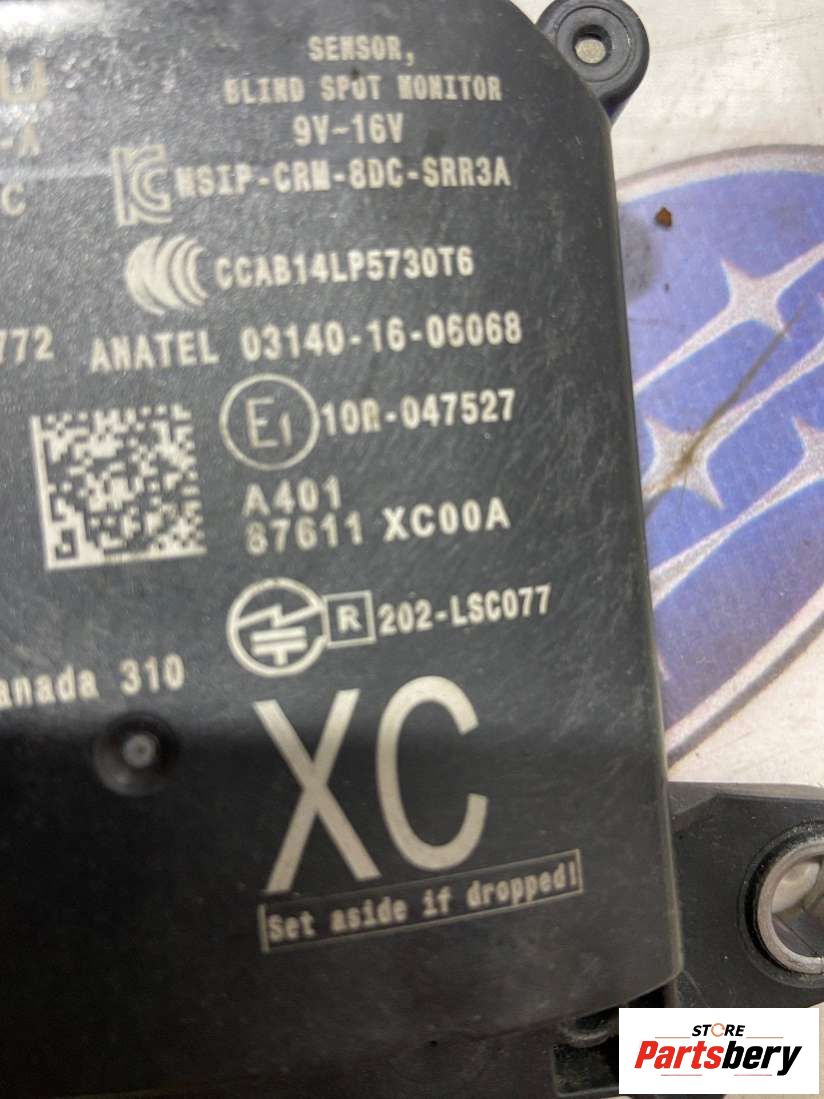 SENSOR,
BLIND SPOT MONITOR
-A
9V~16V
C
MSIP-CRM-8DC-SRR3A
CCAB14LP5730T6
772
ANATEL 03140-16-06068
E1 10R-047527
A401
87611 XC00A
R 202-LSC077
anada 310
XC
Set aside if dropped!
STORE
Partsbery